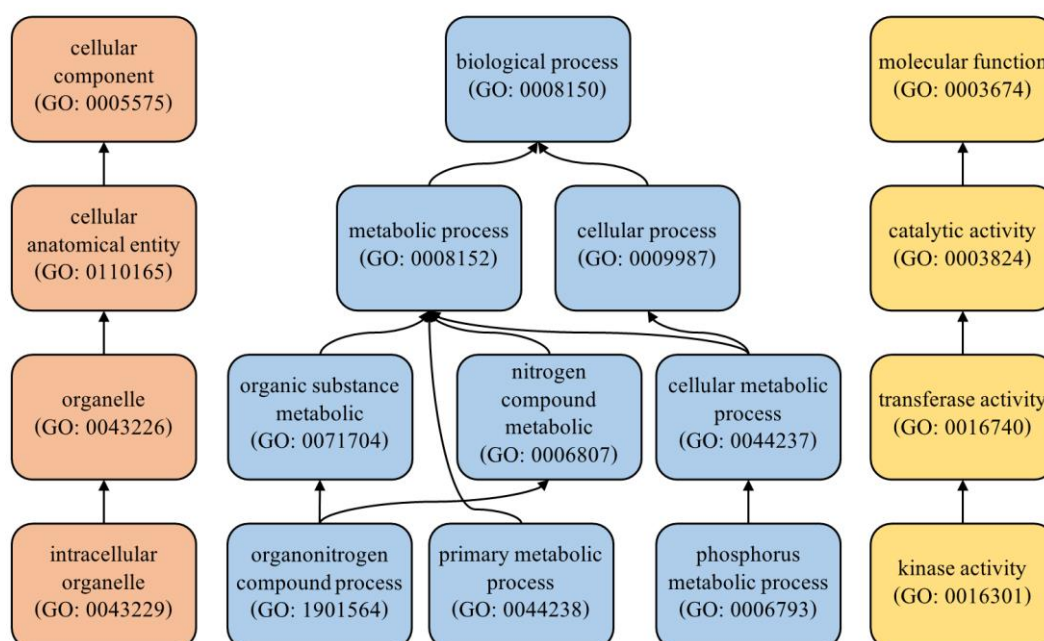 cellular
component
(GO: 0005575)
biological process
(GO: 0008150)
molecular function
(GO: 0003674)
cellular
anatomical entity
(GO: 0110165)
metabolic process
(GO: 0008152)
cellular process
(GO: 0009987)
catalytic activity
(GO: 0003824)
organelle
(GO: 0043226)
organic substance
metabolic
(GO: 0071704)
nitrogen
compound
metabolic
(GO: 0006807)
cellular metabolic
process
(GO: 0044237)
transferase activity
(GO: 0016740)
intracellular
organelle
(GO: 0043229)
organonitrogen
compound process
(GO: 1901564)
primary metabolic
process
(GO: 0044238)
phosphorus
metabolic process
(GO: 0006793)
kinase activity
(GO: 0016301)